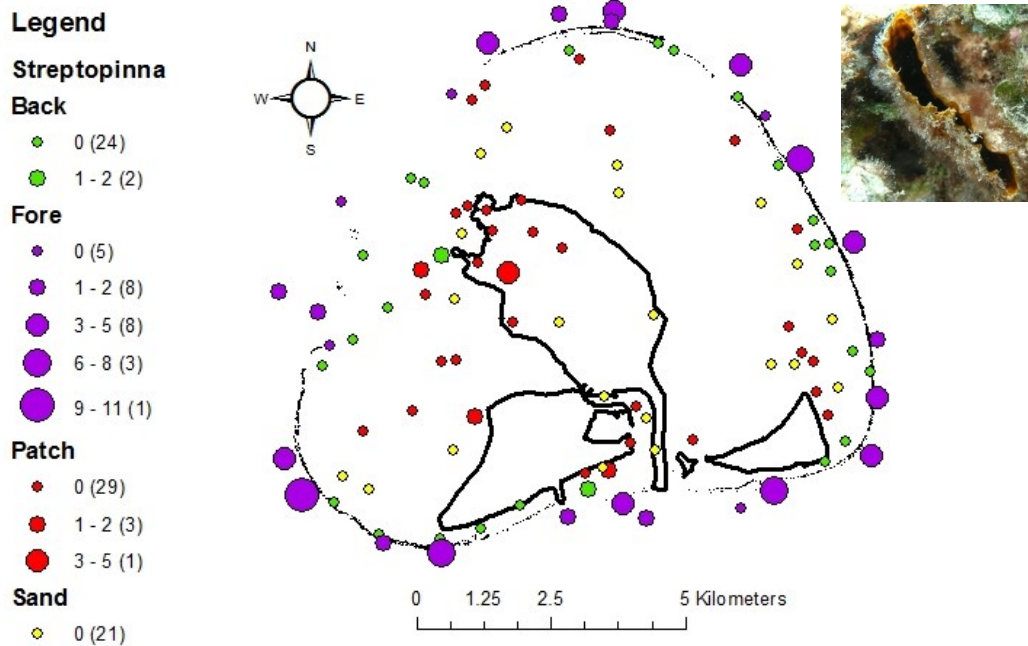 Legend
Streptopinna
Back
0 (24)
1 - 2 (2)
Fore
0 (5)
1 - 2 (8)
3 - 5 (8)
6 - 8 (3)
9 - 11 (1)
Patch
0 (29)
1 - 2 (3)
3 - 5 (1)
Sand
0 (21)
N
W E
S
0 1.25 2.5 5 Kilometers